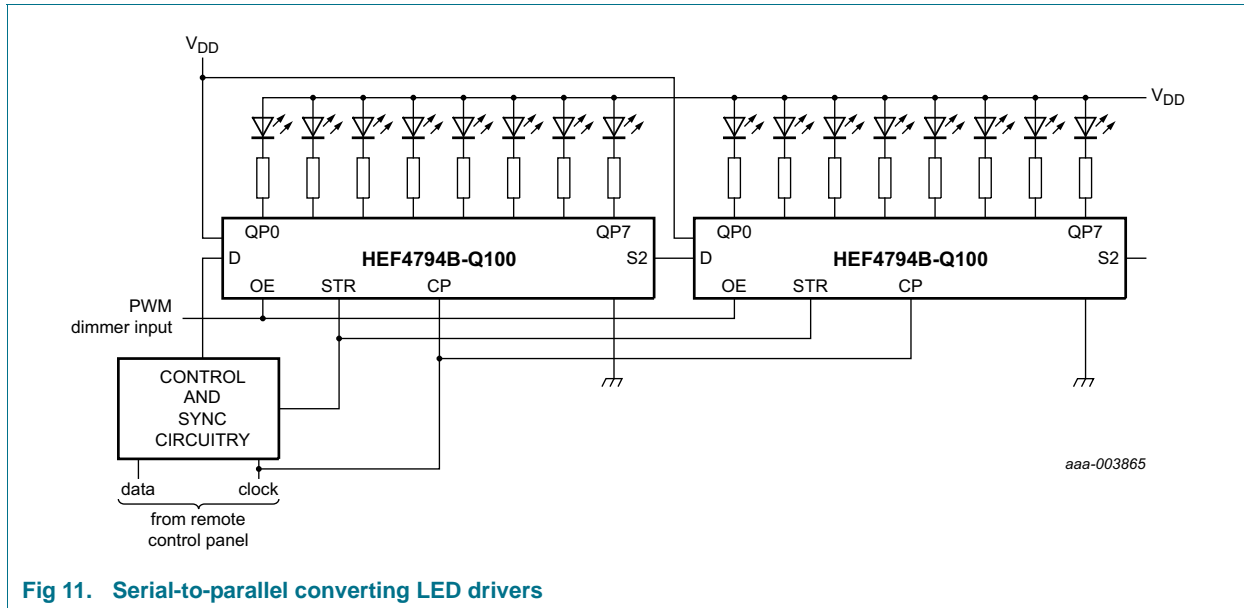 VDD
VDD
QP0 QP7 QP0 QP7
D HEF4794B-Q100 S2 D HEF4794B-Q100 S2
OE STR CP OE STR CP
PWM
dimmer input
CONTROL
AND
SYNC
CIRCUITRY
data clock
from remote
control panel
aaa-003865
Fig 11. Serial-to-parallel converting LED drivers